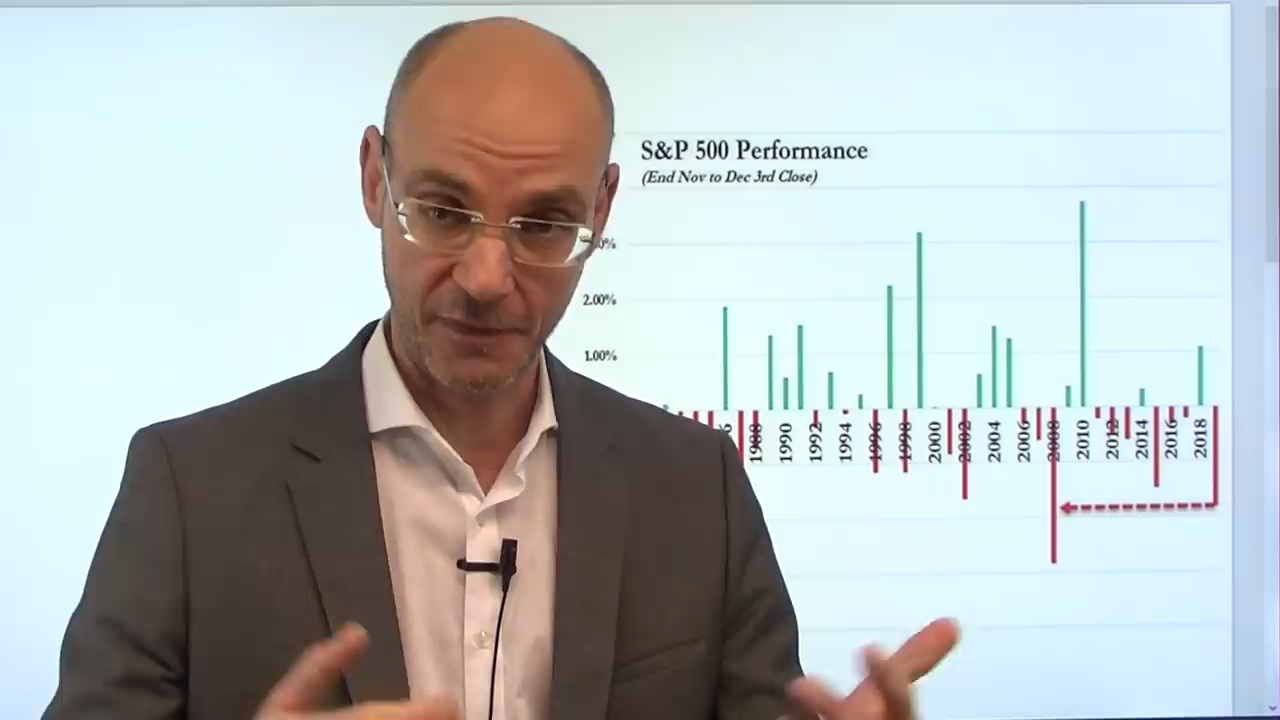 S&P 500 Performance
(End Nov to Dec 3rd Close)
2.00%
1.00%
1988 1990 1992 1994 1996 1998 2000 2002 2004 2006 2008 2010 2012 2014 2016 2018